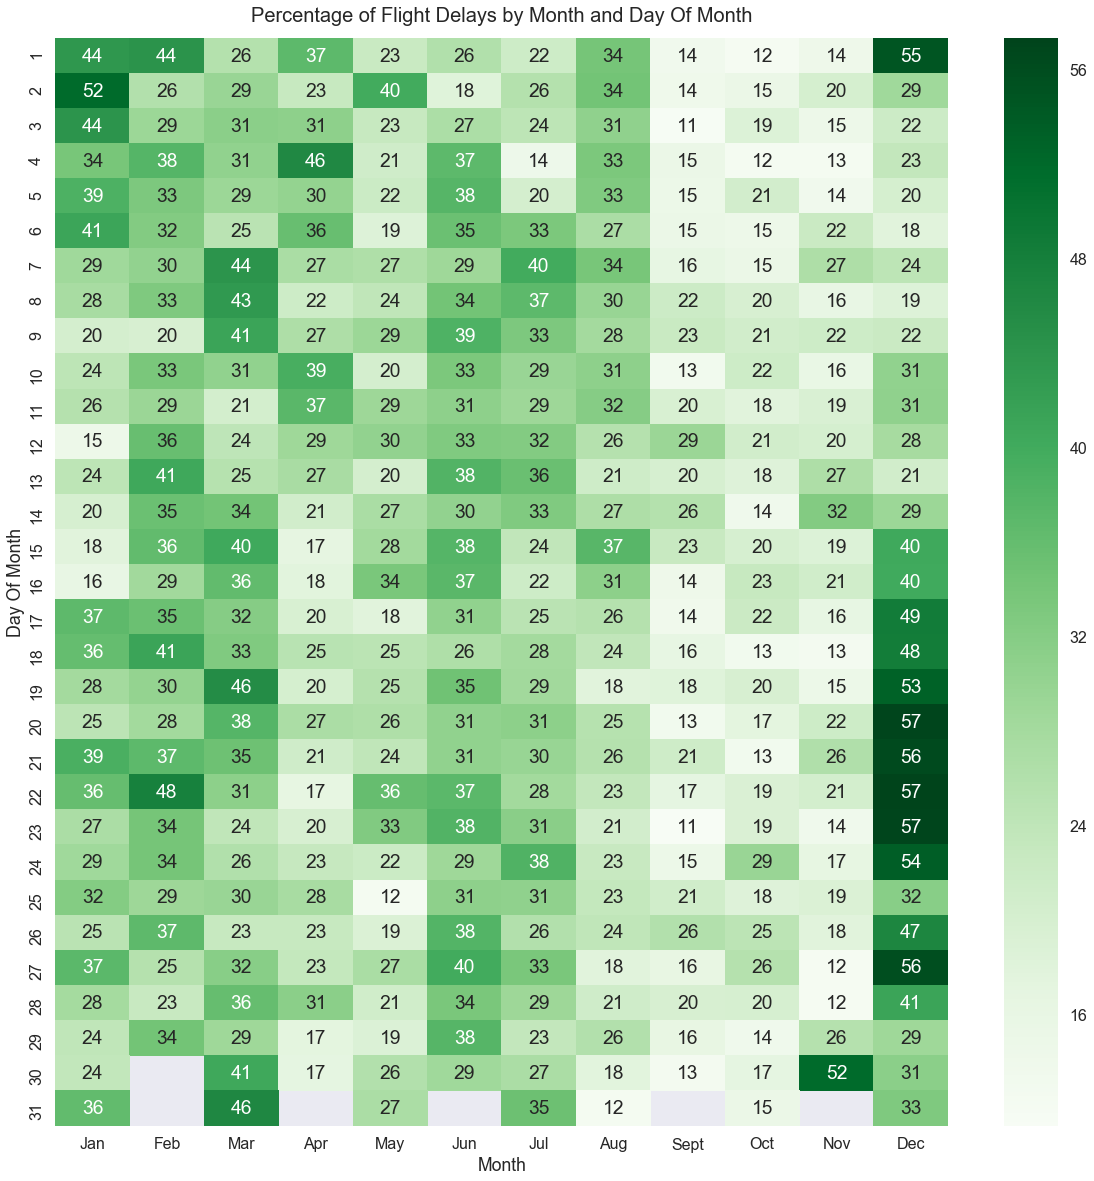 Percentage of Flight Delays by Month and Day Of Month
1 44 44 26 37 23 26 22 34 14 12 14 55
2 52 26 29 23 40 18 26 34 14 15 20 29
3 44 29 31 31 23 27 24 31 11 19 15 22
4 34 38 31 46 21 37 14 33 15 12 13 23
5 39 33 29 30 22 38 20 33 15 21 14 20
6 41 32 25 36 19 35 33 27 15 15 22 18
7 29 30 44 27 27 29 40 34 16 15 27 24
8 28 33 43 22 24 34 37 30 22 20 16 19
9 20 20 41 27 29 39 33 28 23 21 22 22
10 24 33 31 39 20 33 29 31 13 22 16 31
11 26 29 21 37 29 31 29 32 20 18 19 31
12 15 36 24 29 30 33 32 26 29 21 20 28
13 24 41 25 27 20 38 36 21 20 18 27 21
14 20 35 34 21 27 30 33 27 26 14 32 29
15 18 36 40 17 28 38 24 37 23 20 19 40
16 16 29 36 18 34 37 22 31 14 23 21 40
17 37 35 32 20 18 31 25 26 14 22 16 49
18 36 41 33 25 25 26 28 24 16 13 13 48
19 28 30 46 20 25 35 29 18 18 20 15 53
20 25 28 38 27 26 31 31 25 13 17 22 57
21 39 37 35 21 24 31 30 26 21 13 26 56
22 36 48 31 17 36 37 28 23 17 19 21 57
23 27 34 24 20 33 38 31 21 11 19 14 57
24 29 34 26 23 22 29 38 23 15 29 17 54
25 32 29 30 28 12 31 31 23 21 18 19 32
26 25 37 23 23 19 38 26 24 26 25 18 47
27 37 25 32 23 27 40 33 18 16 26 12 56
28 28 23 36 31 21 34 29 21 20 20 12 41
29 24 34 29 17 19 38 23 26 16 14 26 29
30 24 41 17 26 29 27 18 13 17 52 31
31 36 46 27 35 12 15 33
Jan Feb Mar Apr May Jun Jul Aug Sept Oct Nov Dec
Month
Day Of Month
56
48
40
32
24
16